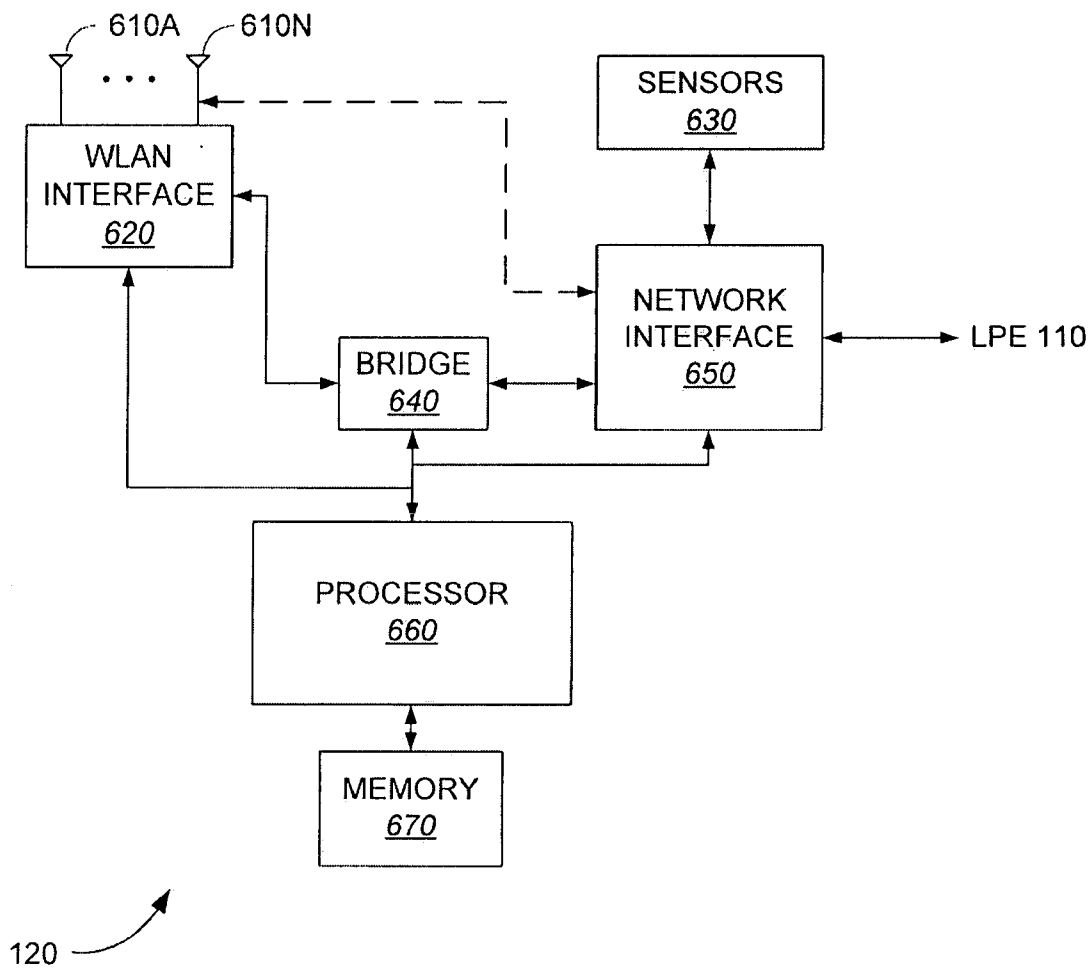 610A
610N
SENSORS
630
WLAN
INTERFACE
620
NETWORK
INTERFACE
650
LPE 110
BRIDGE
640
PROCESSOR
660
MEMORY
670
120